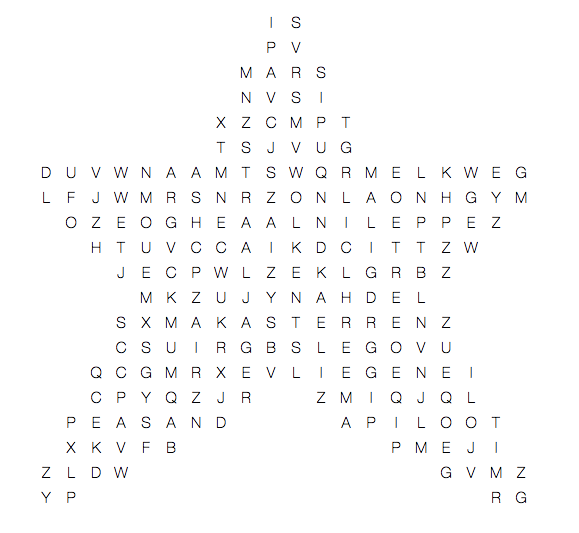 I S
P V
M A R S
N V S I
X Z C M P T
T S J V U G
D U V W N A A M T S W Q R M E L K W E G
L F J W M R S N R Z O N L A O N H G Y M
O Z E O G H E A A L N I L E P P E Z
H T U V C C A I K D C I T T Z W
J E C P W L Z E K L G R B Z
M K Z U J Y N A H D E L
S X M A K A S T E R R E N Z
C S U I R G B S L E G O V U
Q C G M R X E V L I E G E N E I
C P Y Q Z J R Z M I Q J Q L
P E A S A N D A P I L O O T
X K V F B P M E J I
Z L D W G V M Z
Y P R G